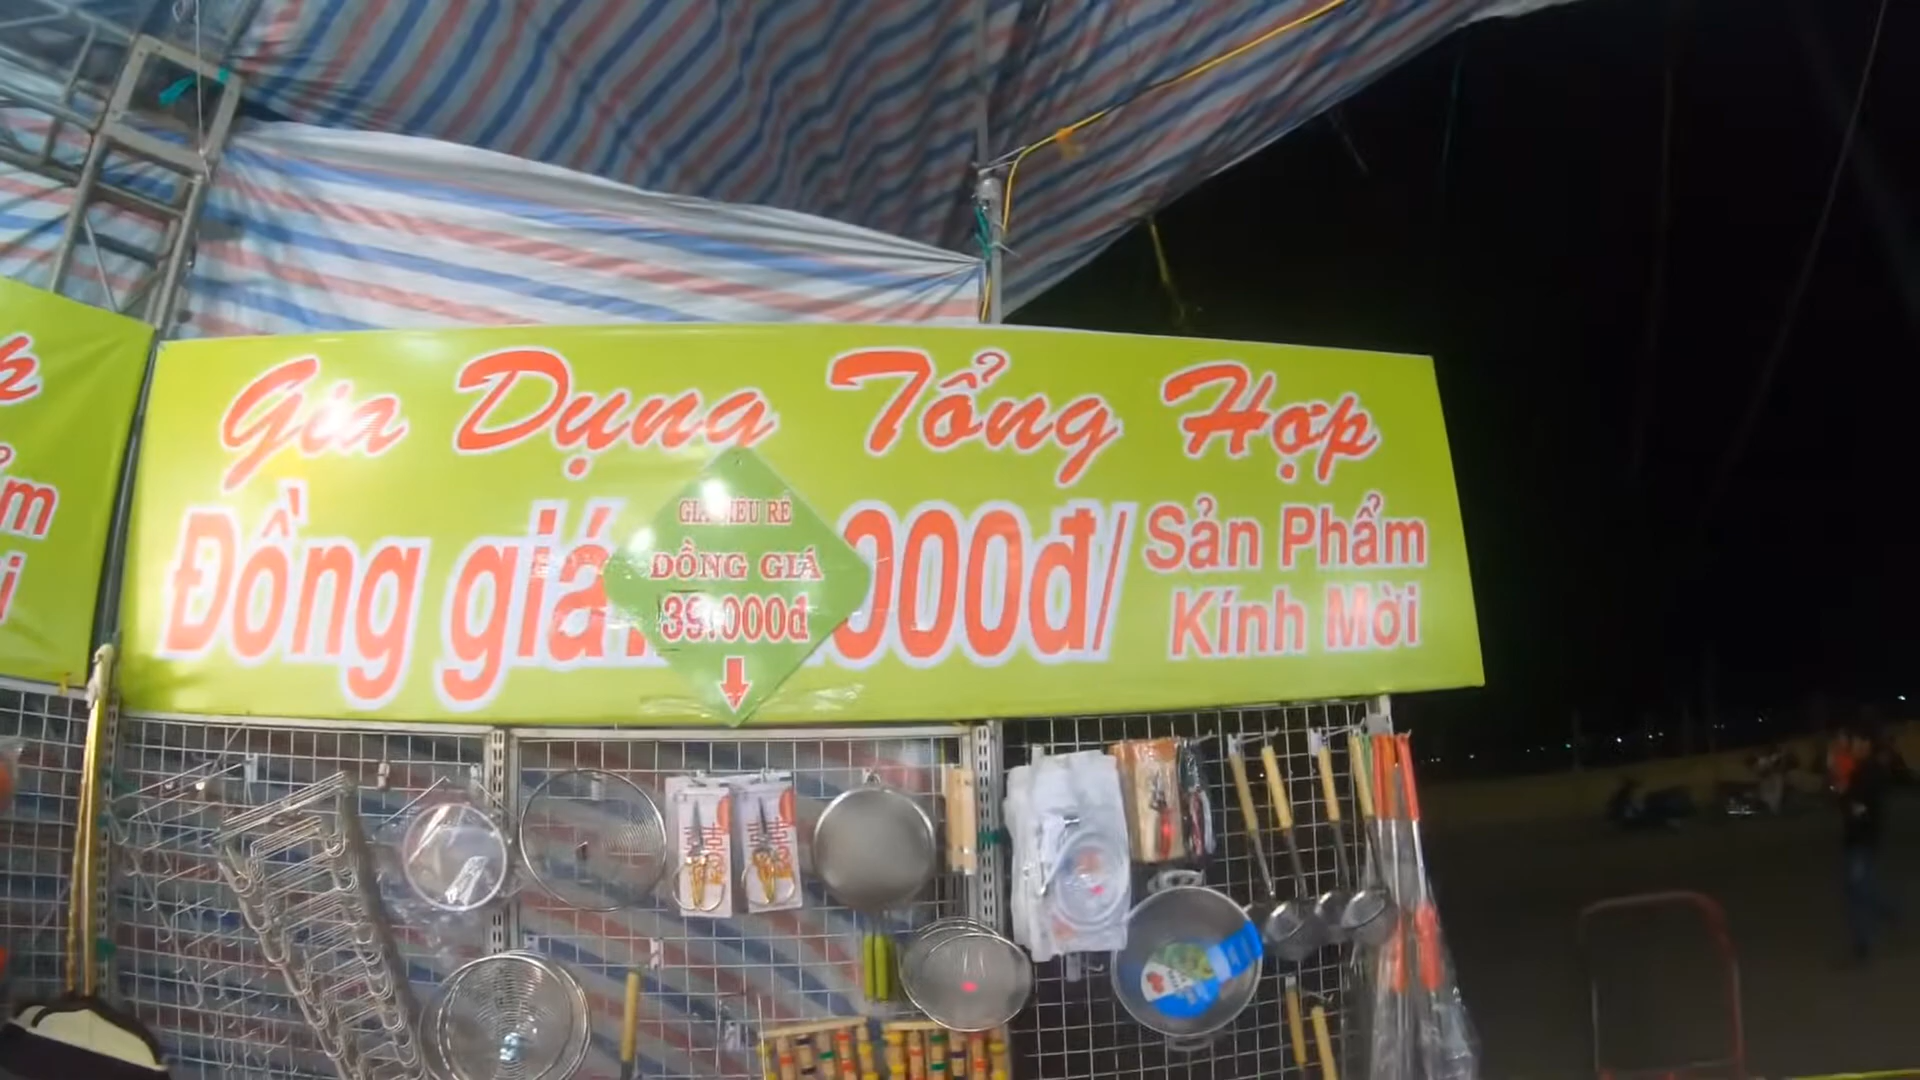 Gia Dụng Tổng Hợp
Đồng giá
000đ/
Sản Phẩm
Kính Mời
GIÁ SIÊU RẺ
ĐỒNG GIÁ
39.000đ